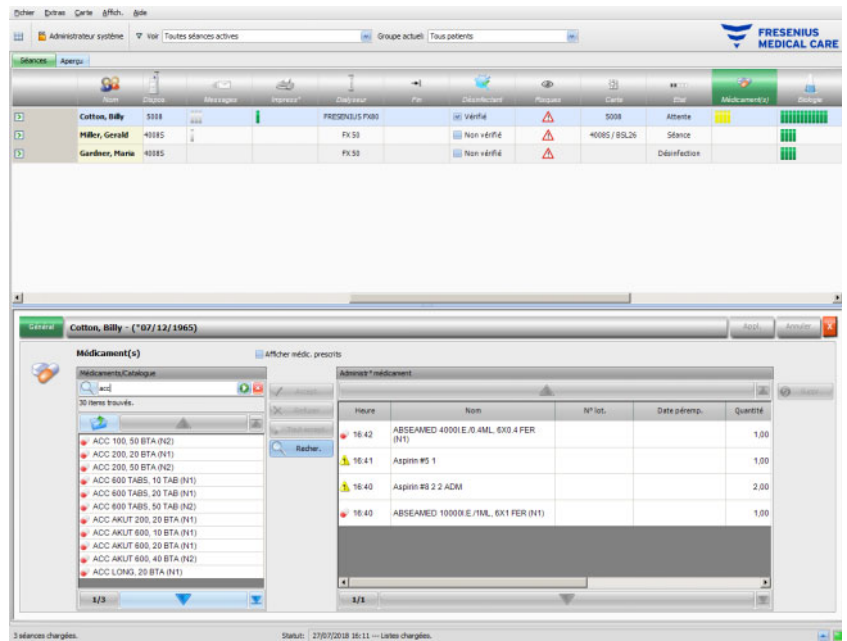 Fichier Extras Carte Affich. Aide
Administrateur système Voir Toutes séances actives Groupe actuel: Tous patients
FRESENIUS
MEDICAL CARE
Séances Aperçu
Nom Dispos Messages Impress° Dialyseur Fin Désinfectant Risques Carte Etat Médicament(s) Biologie
Cotton, Billy 5008 FRESENIUS FX80 Vérifié 5008 Attente
Miller, Gerald 4008S FX 50 Non vérifié 4008S / BSL26 Séance
Gardner, Maria 4008S FX 50 Non vérifié Désinfection
Général Cotton, Billy - (*07/12/1965) Appl. Annuler X
Médicament(s) Afficher médic. prescrits
Médicaments/Catalogue Administr° médicament
acc
30 items trouvés.
Recher.
Heure Nom N° lot. Date péremp. Quantité
16:42 ABSEAMED 4000I.E./0.4ML, 6X0.4 FER (N1) 1,00
16:41 Aspirin #5 1 1,00
16:40 Aspirin #8 2 2 ADM 2,00
16:40 ABSEAMED 10000I.E./1ML, 6X1 FER (N1) 1,00
ACC 100, 50 BTA (N2)
ACC 200, 20 BTA (N1)
ACC 200, 50 BTA (N2)
ACC 600 TABS, 10 TAB (N1)
ACC 600 TABS, 20 TAB (N1)
ACC 600 TABS, 50 TAB (N2)
ACC AKUT 200, 20 BTA (N1)
ACC AKUT 600, 10 BTA (N1)
ACC AKUT 600, 20 BTA (N1)
ACC AKUT 600, 40 BTA (N2)
ACC LONG, 20 BTA (N1)
1/3 1/1
3 séances chargées. Statut: 27/07/2018 16:11 --- Listes chargées.